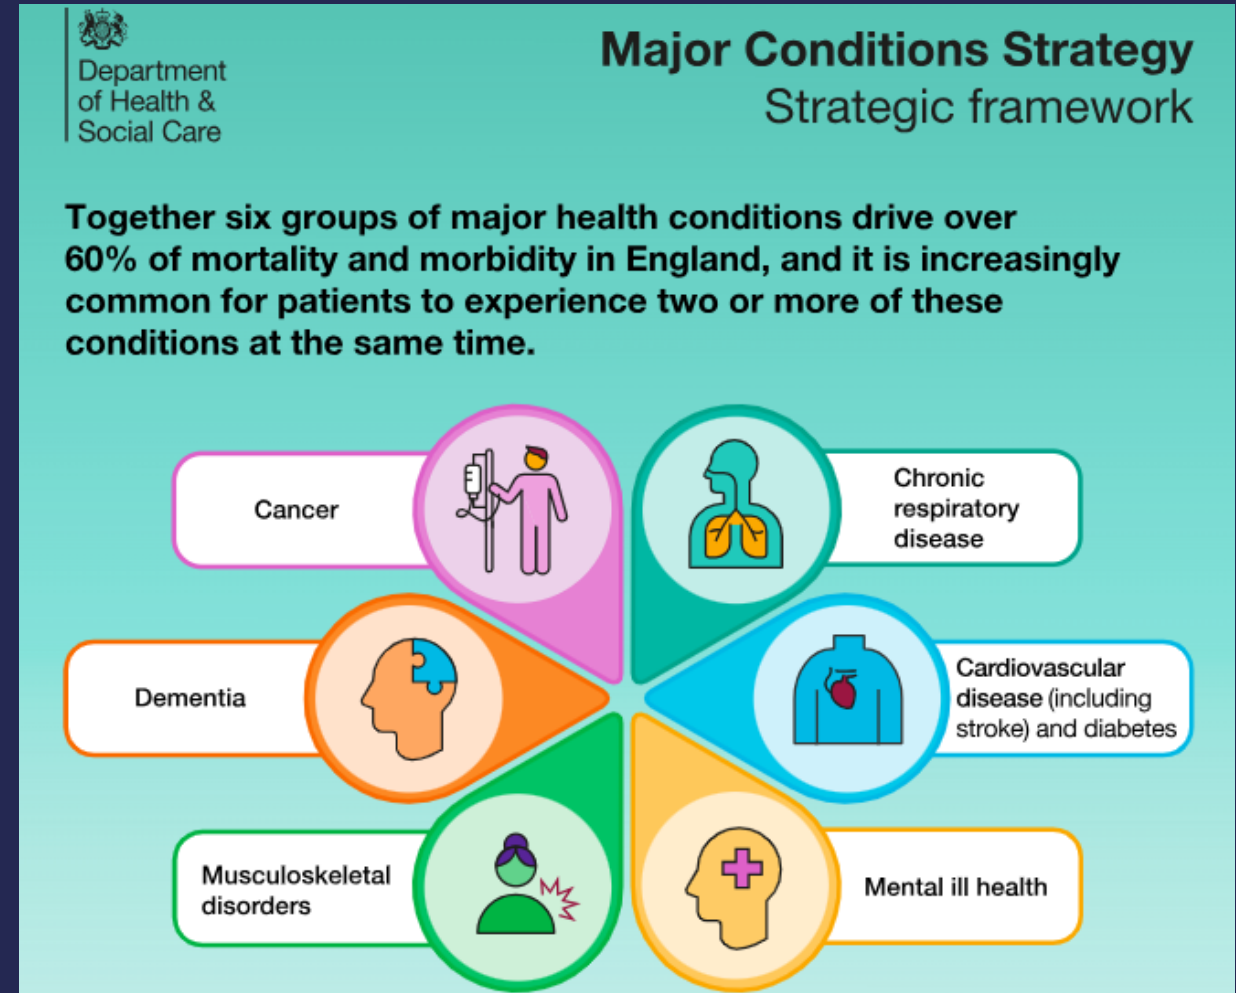 Department
of Health &
Social Care
Major Conditions Strategy
Strategic framework
Together six groups of major health conditions drive over
60% of mortality and morbidity in England, and it is increasingly
common for patients to experience two or more of these
conditions at the same time.
Cancer
Chronic
respiratory
disease
Dementia
Cardiovascular
disease (including
stroke) and diabetes
Musculoskeletal
disorders
Mental ill health